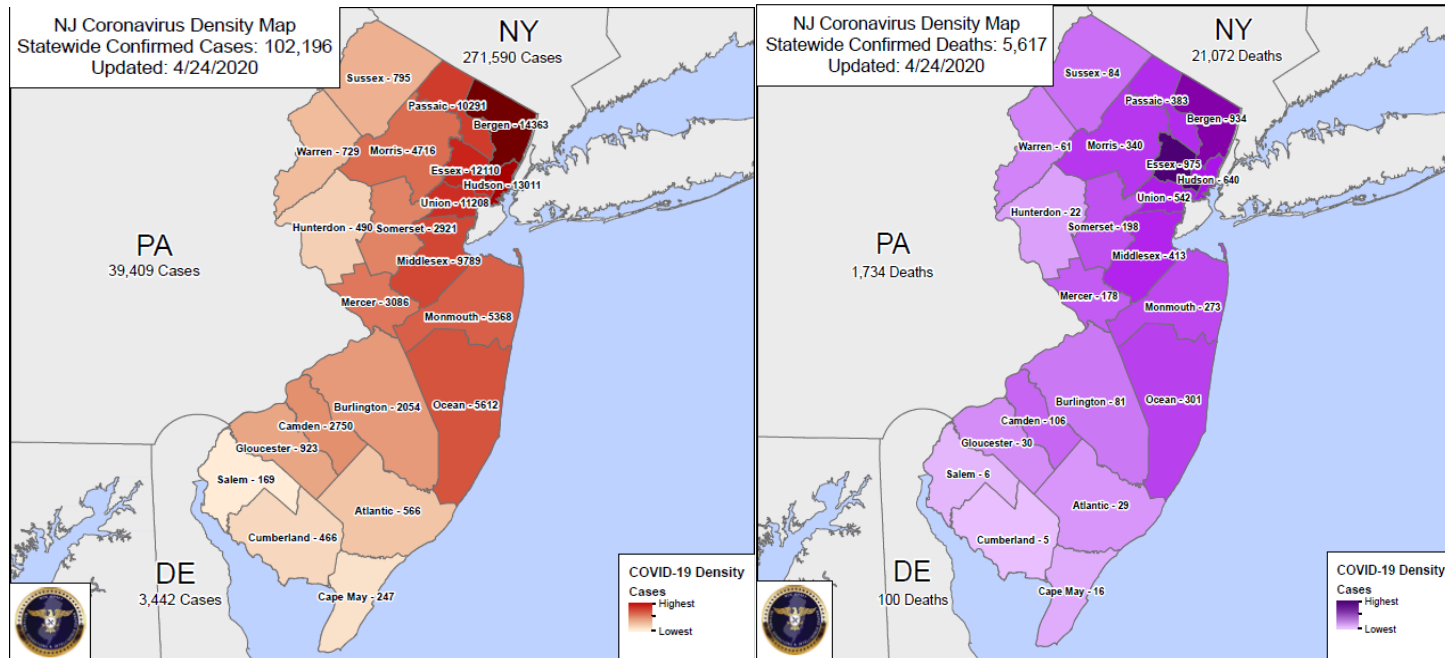 NJ Coronavirus Density Map
Statewide Confirmed Cases: 102,196
Updated: 4/24/2020
NY
271,590 Cases
Sussex - 795
Passaic - 10291
Bergen - 14363
Warren - 729
Morris - 4716
Essex - 12110
Hudson - 13011
Union - 11208
Hunterdon - 490
Somerset - 2921
PA
39,409 Cases
Middlesex - 9789
Mercer - 3086
Monmouth - 5368
Burlington - 2054
Ocean - 5612
Camden - 2750
Gloucester - 923
Salem - 169
Atlantic - 566
Cumberland - 466
DE
3,442 Cases
Cape May - 247
COVID-19 Density
Cases
Highest
Lowest
NJ Coronavirus Density Map
Statewide Confirmed Deaths: 5,617
Updated: 4/24/2020
NY
21,072 Deaths
Sussex - 84
Passaic - 383
Bergen - 934
Warren - 61
Morris - 340
Essex - 975
Hudson - 640
Union - 542
Hunterdon - 22
Somerset - 198
PA
1,734 Deaths
Middlesex - 413
Mercer - 178
Monmouth - 273
Burlington - 81
Ocean - 301
Camden - 106
Gloucester - 30
Salem - 6
Atlantic - 29
Cumberland - 5
DE
100 Deaths
Cape May - 16
COVID-19 Density
Cases
Highest
Lowest